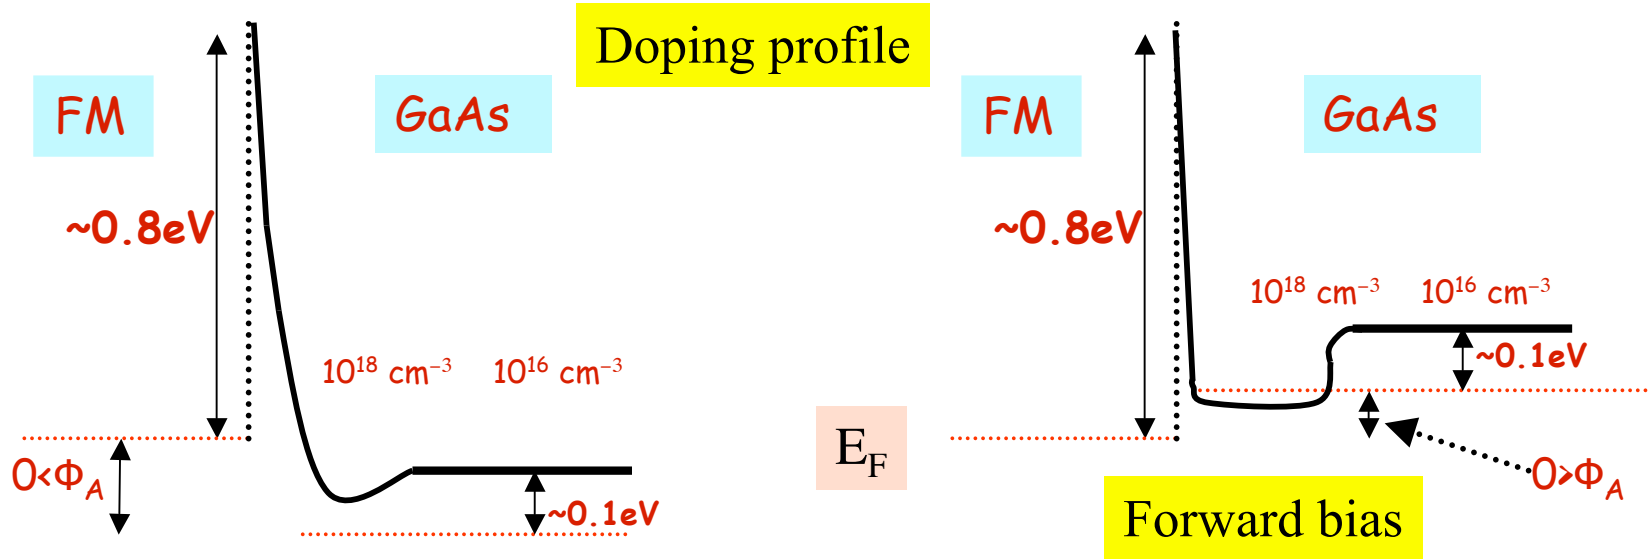 Doping profile
FM
GaAs
~0.8eV
10¹⁸ cm⁻³
10¹⁶ cm⁻³
0<Φ_A
~0.1eV
FM
GaAs
~0.8eV
10¹⁸ cm⁻³
10¹⁶ cm⁻³
~0.1eV
E_F
0>Φ_A
Forward bias